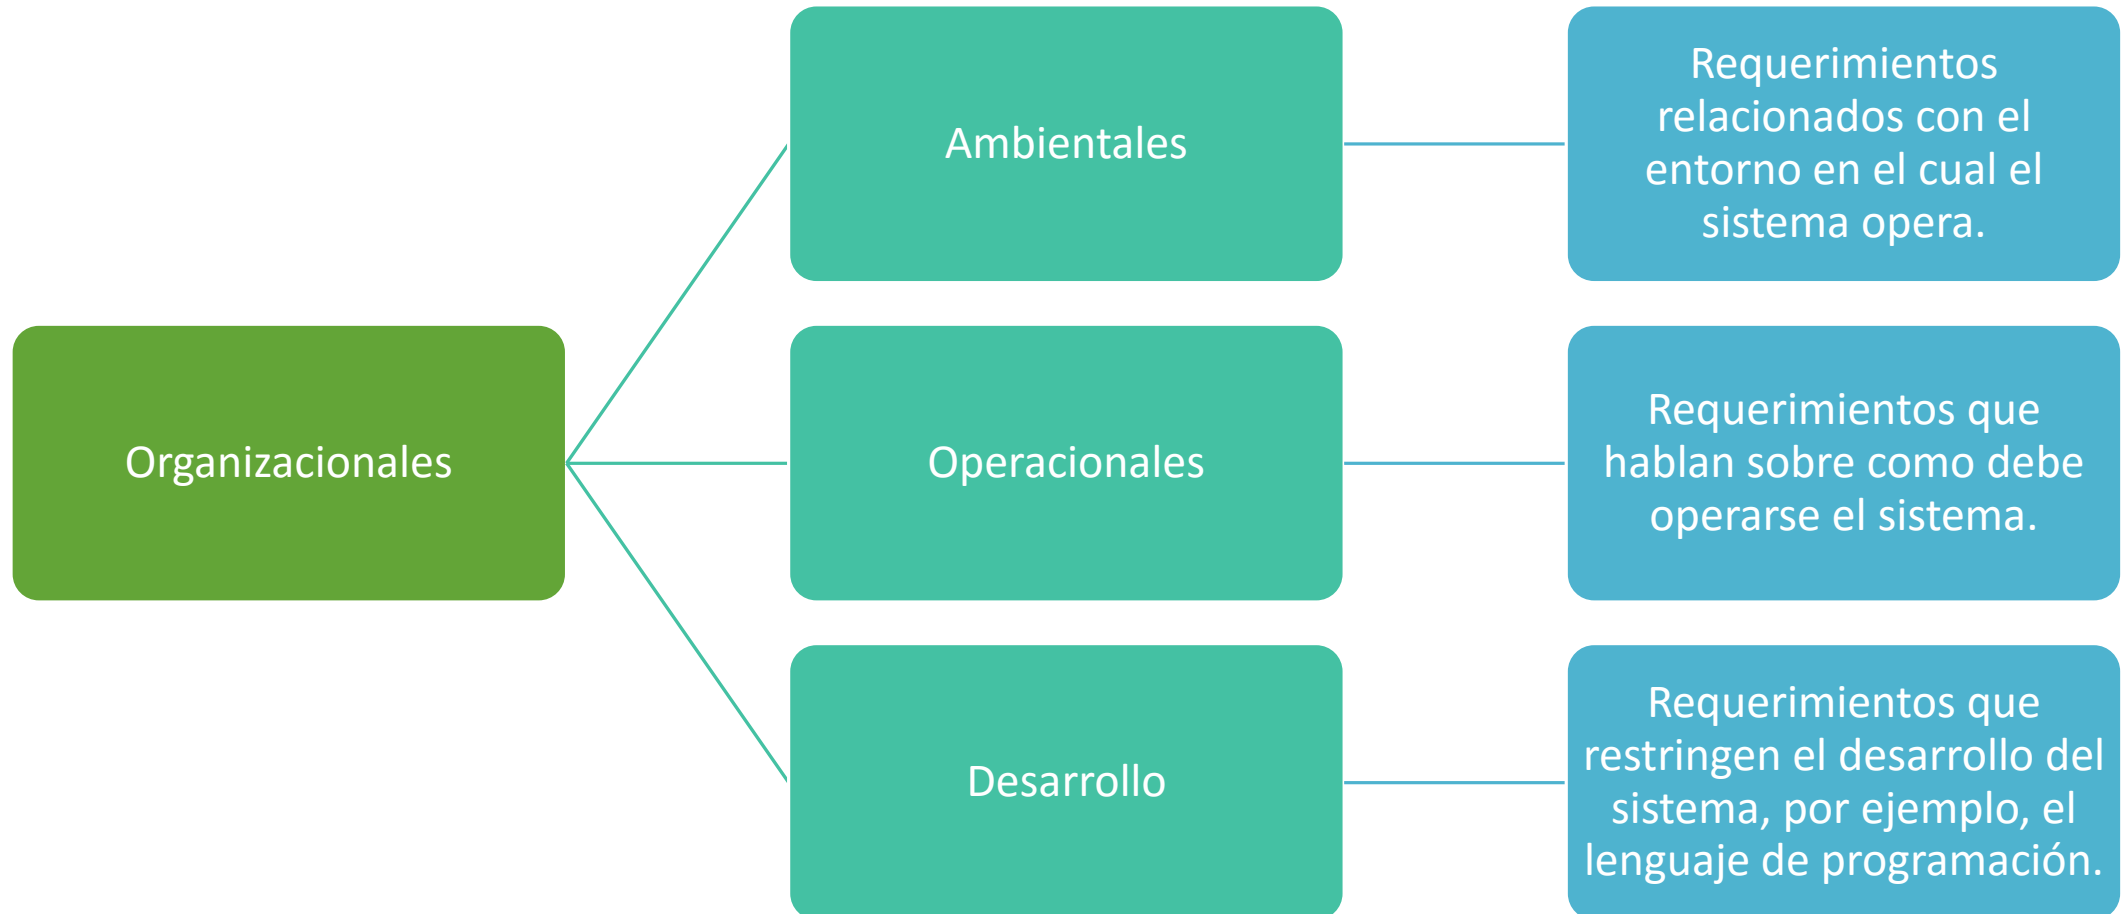 Organizacionales
Ambientales
Requerimientos
relacionados con el
entorno en el cual el
sistema opera.
Operacionales
Requerimientos que
hablan sobre como debe
operarse el sistema.
Desarrollo
Requerimientos que
restringen el desarrollo del
sistema, por ejemplo, el
lenguaje de programación.